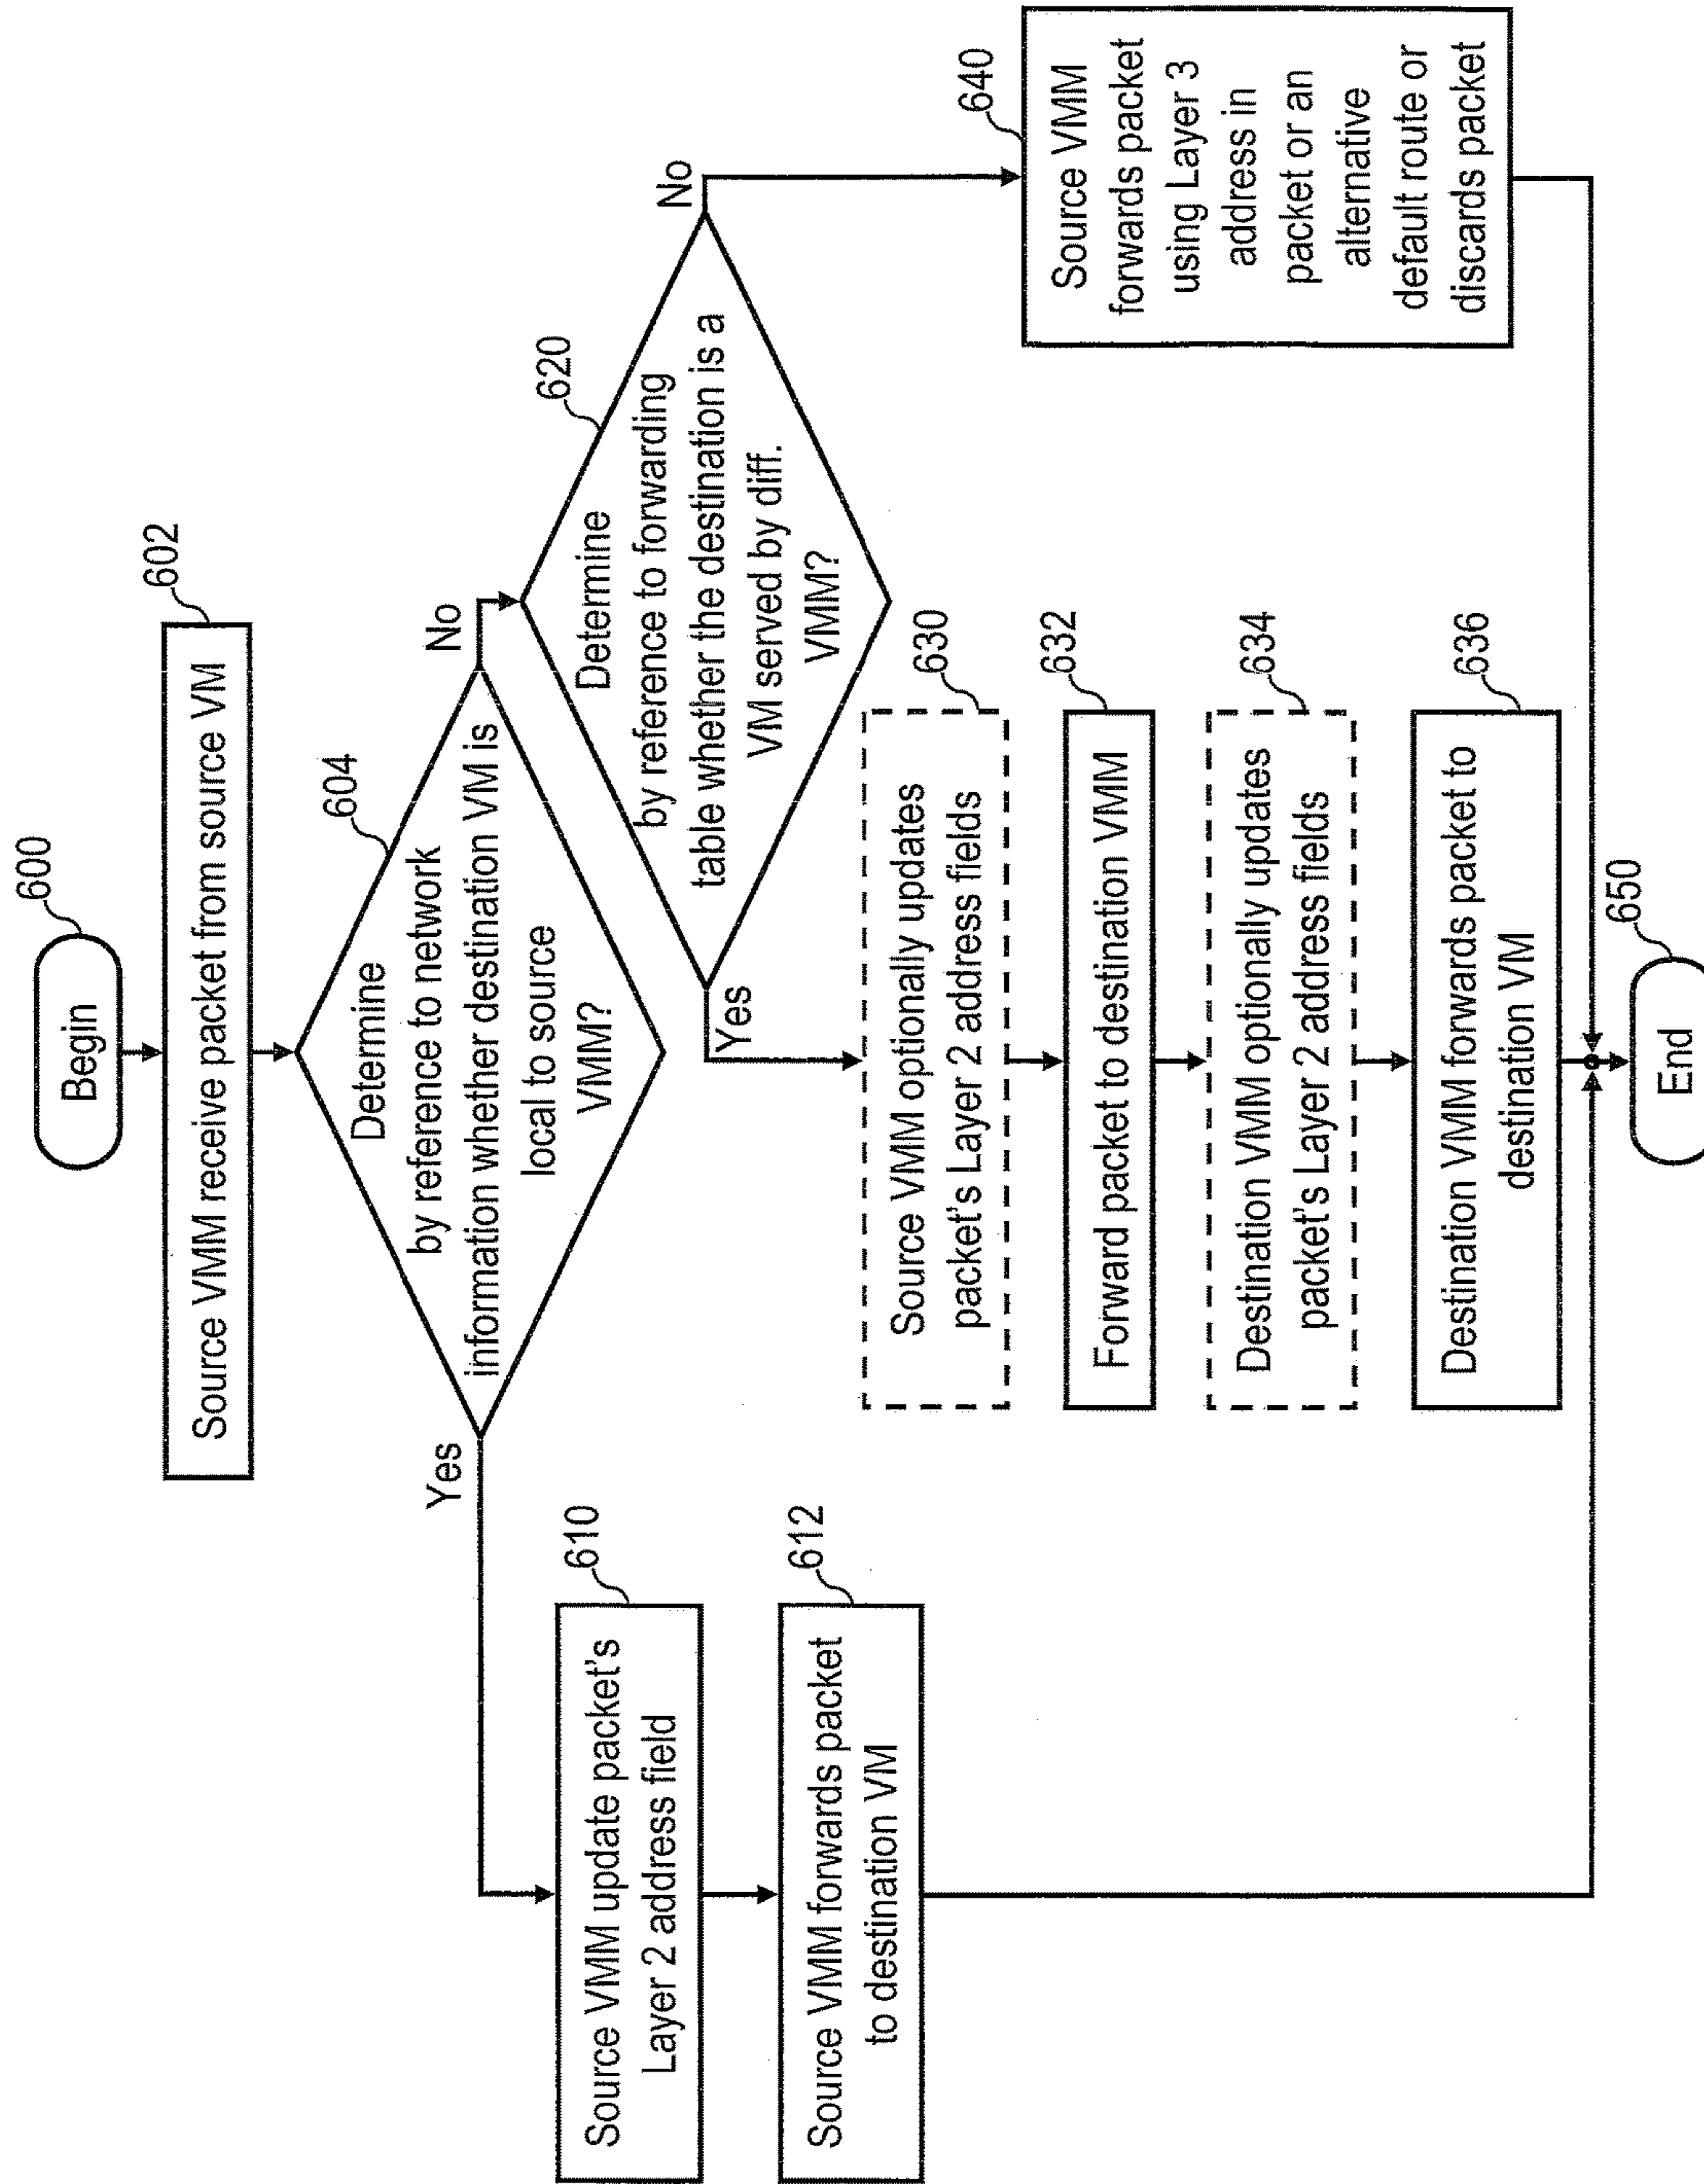 600
Begin
602
Source VMM receive packet from source VM
604
Determine
by reference to network
information whether destination VM is
local to source
VMM?
Yes
No
610
Source VMM update packet's
Layer 2 address field
612
Source VMM forwards packet
to destination VM
620
Determine
by reference to forwarding
table whether the destination is a
VM served by diff.
VMM?
Yes
No
630
Source VMM optionally updates
packet's Layer 2 address fields
632
Forward packet to destination VMM
634
Destination VMM optionally updates
packet's Layer 2 address fields
636
Destination VMM forwards packet to
destination VM
640
Source VMM
forwards packet
using Layer 3
address in
packet or an
alternative
default route or
discards packet
650
End